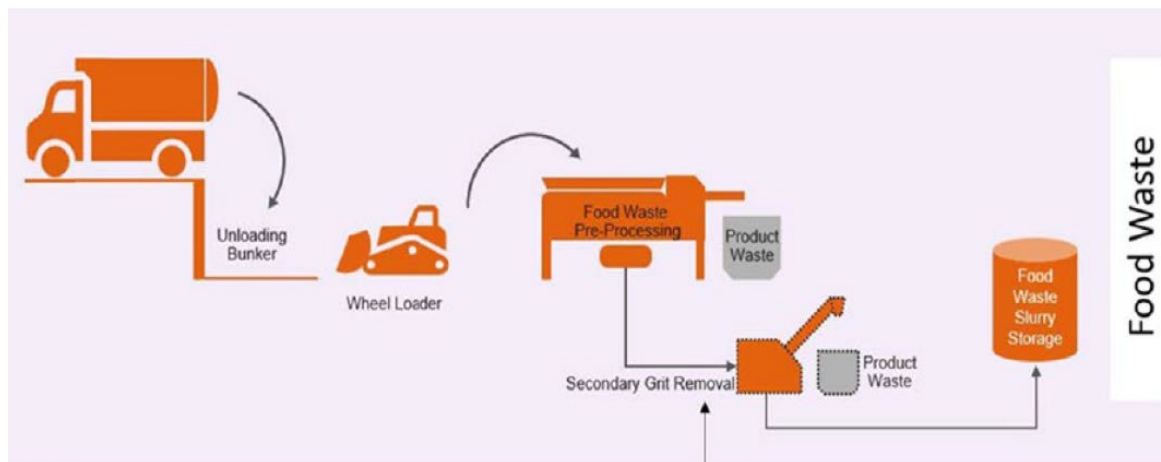 Unloading
Bunker
Wheel Loader
Food Waste
Pre-Processing
Product
Waste
Secondary Grit Removal
Product
Waste
Food
Waste
Slurry
Storage
Food Waste